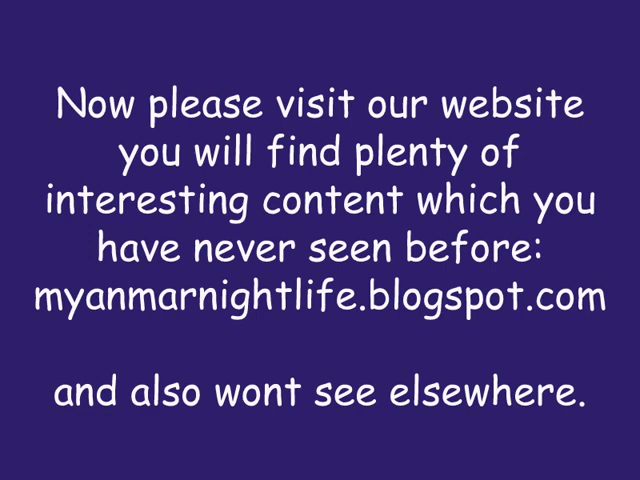 Now please visit our website
you will find plenty of
interesting content which you
have never seen before:
myanmarnightlife.blogspot.com
and also wont see elsewhere.